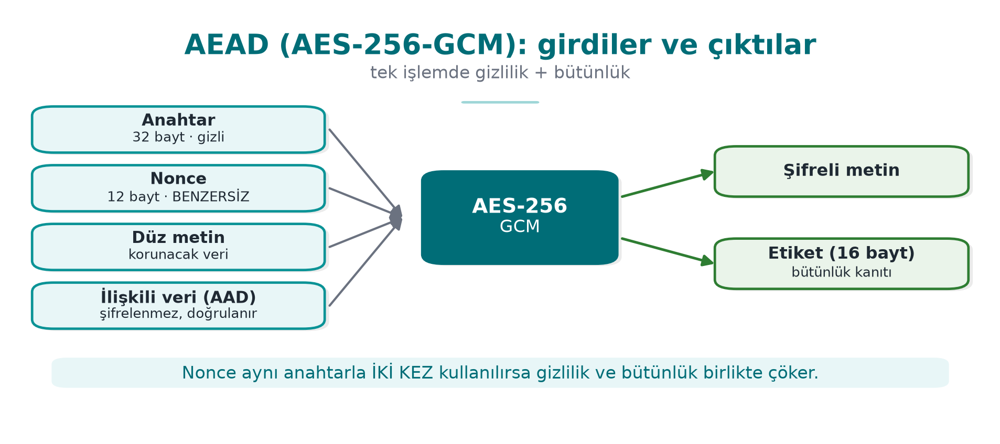 AEAD (AES-256-GCM): girdiler ve çıktılar
tek işlemde gizlilik + bütünlük
Anahtar
32 bayt · gizli
Nonce
12 bayt · BENZERSİZ
Düz metin
korunacak veri
İlişkili veri (AAD)
şifrelenmez, doğrulanır
AES-256
GCM
Şifreli metin
Etiket (16 bayt)
bütünlük kanıtı
Nonce aynı anahtarla İKİ KEZ kullanılırsa gizlilik ve bütünlük birlikte çöker.